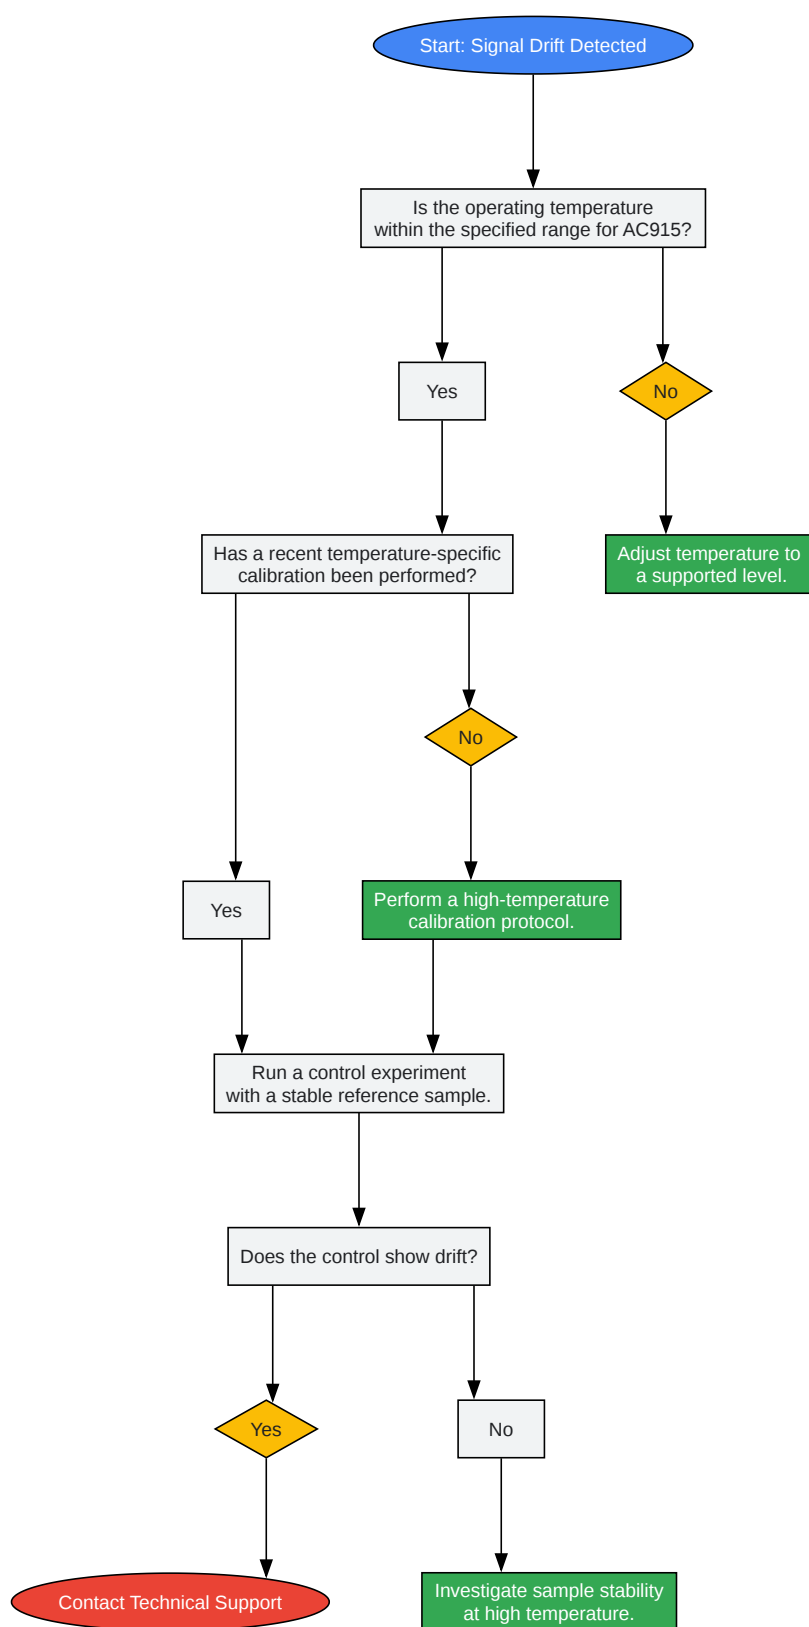 Start: Signal Drift Detected
Is the operating temperature
within the specified range for AC915?
Yes
No
Has a recent temperature-specific
calibration been performed?
Adjust temperature to
a supported level.
No
Yes
Perform a high-temperature
calibration protocol.
Run a control experiment
with a stable reference sample.
Does the control show drift?
Yes
No
Contact Technical Support
Investigate sample stability
at high temperature.